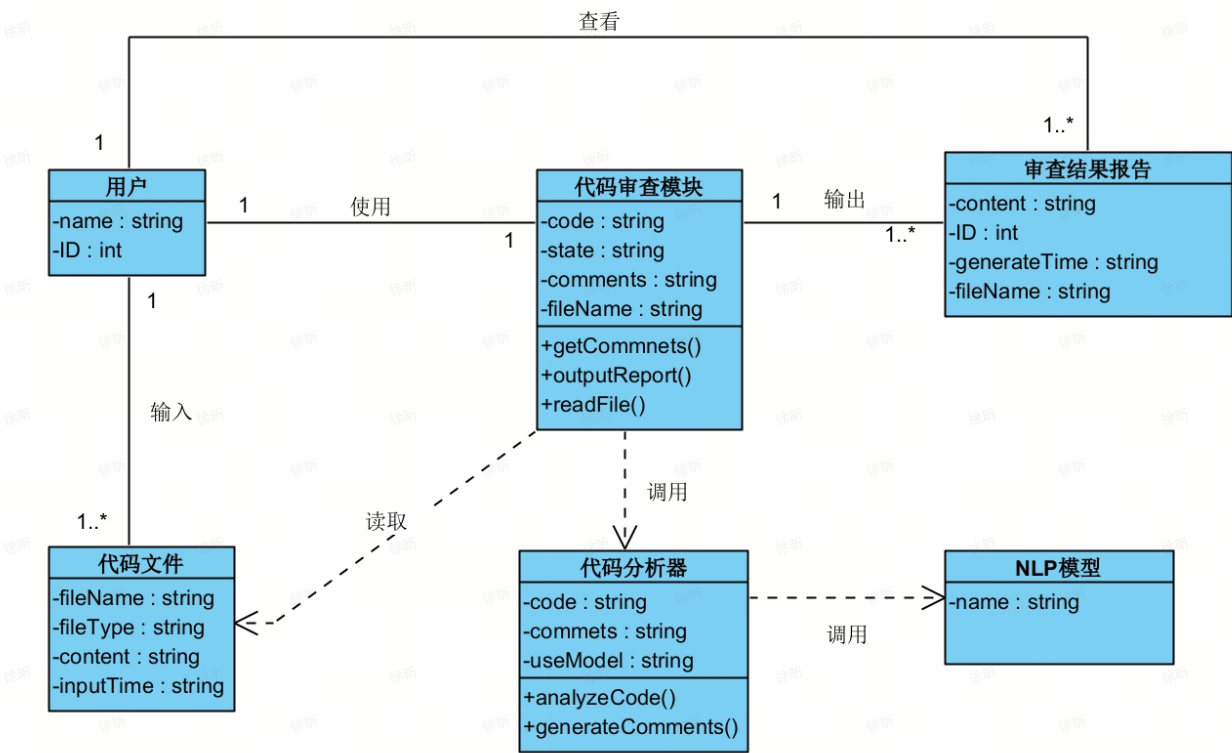 查看
1
1..*
用户
-name : string
-ID : int
1
使用
1
代码审查模块
-code : string
-state : string
-comments : string
-fileName : string
+getCommnets()
+outputReport()
+readFile()
1
输出
1..*
审查结果报告
-content : string
-ID : int
-generateTime : string
-fileName : string
1
输入
1..*
读取
调用
代码文件
-fileName : string
-fileType : string
-content : string
-inputTime : string
代码分析器
-code : string
-commets : string
-useModel : string
+analyzeCode()
+generateComments()
调用
NLP模型
-name : string
徐昕